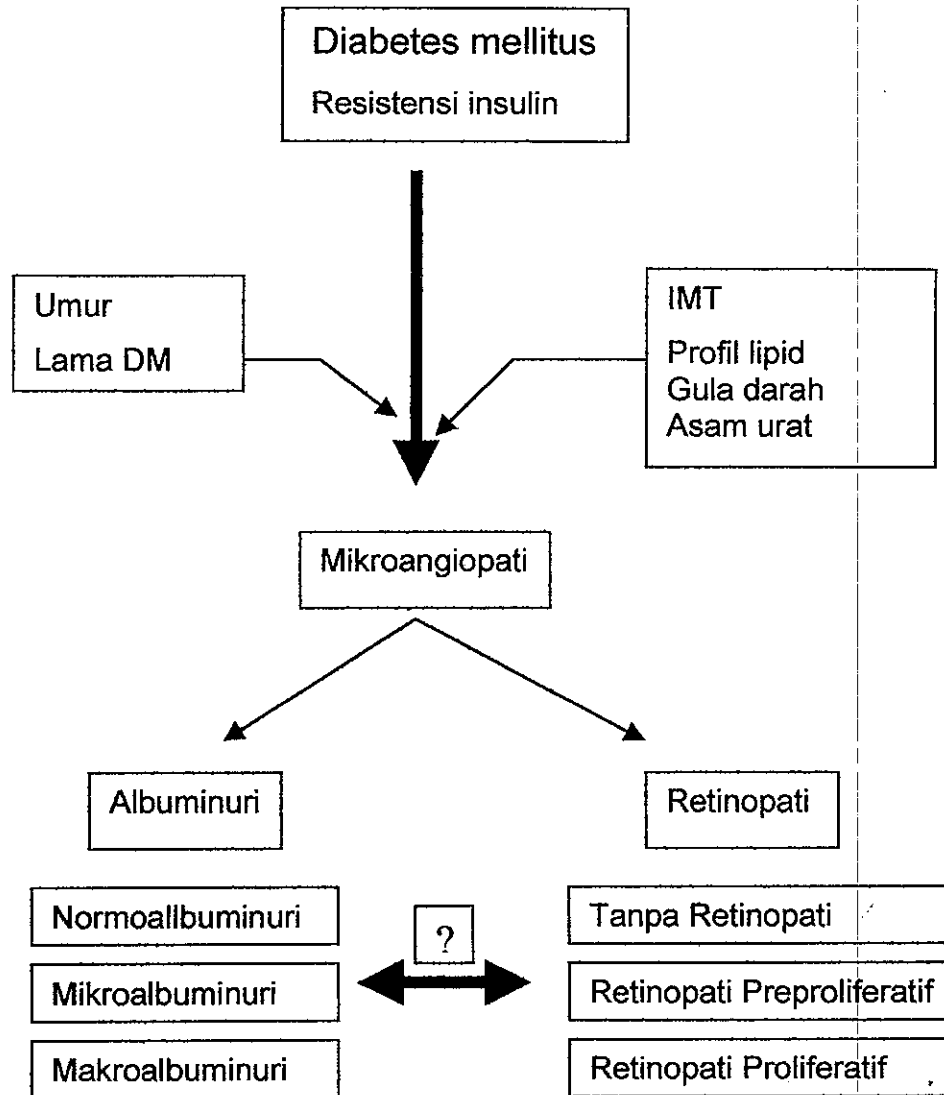 Diabetes mellitus
Resistensi insulin
Umur
Lama DM
IMT
Profil lipid
Gula darah
Asam urat
Mikroangiopati
Albuminuri
Retinopati
Normoallbuminuri
?
Tanpa Retinopati
Mikroalbuminuri
Retinopati Preproliferatif
Makroalbuminuri
Retinopati Proliferatif